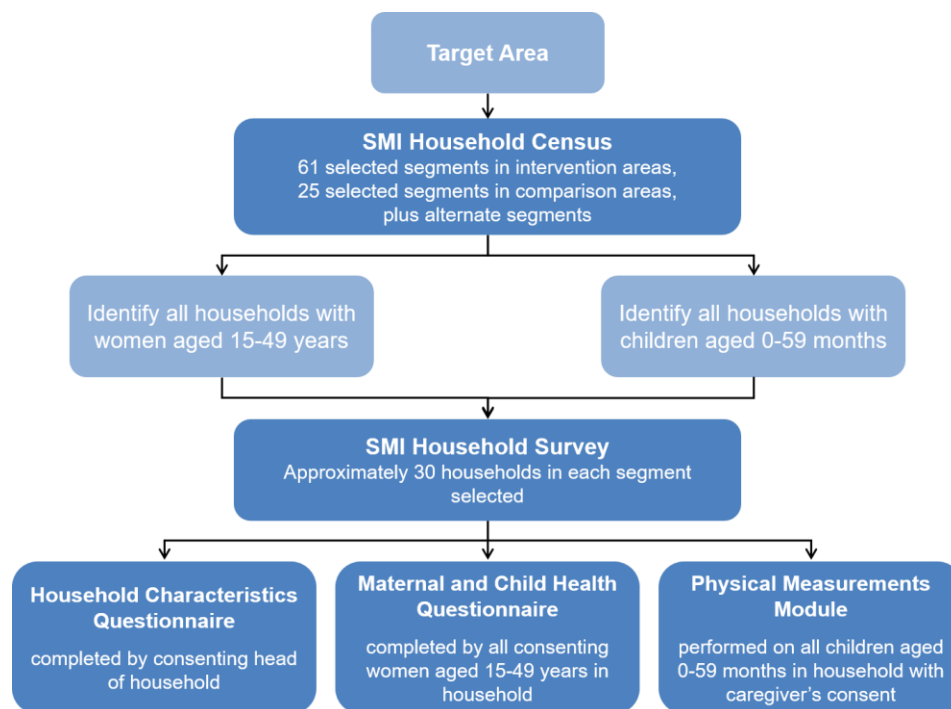 Target Area
SMI Household Census
61 selected segments in intervention areas,
25 selected segments in comparison areas,
plus alternate segments
Identify all households with
women aged 15-49 years
Identify all households with
children aged 0-59 months
SMI Household Survey
Approximately 30 households in each segment
selected
Household Characteristics
Questionnaire
completed by consenting head
of household
Maternal and Child Health
Questionnaire
completed by all consenting
women aged 15-49 years in
household
Physical Measurements
Module
performed on all children aged
0-59 months in household with
caregiver’s consent